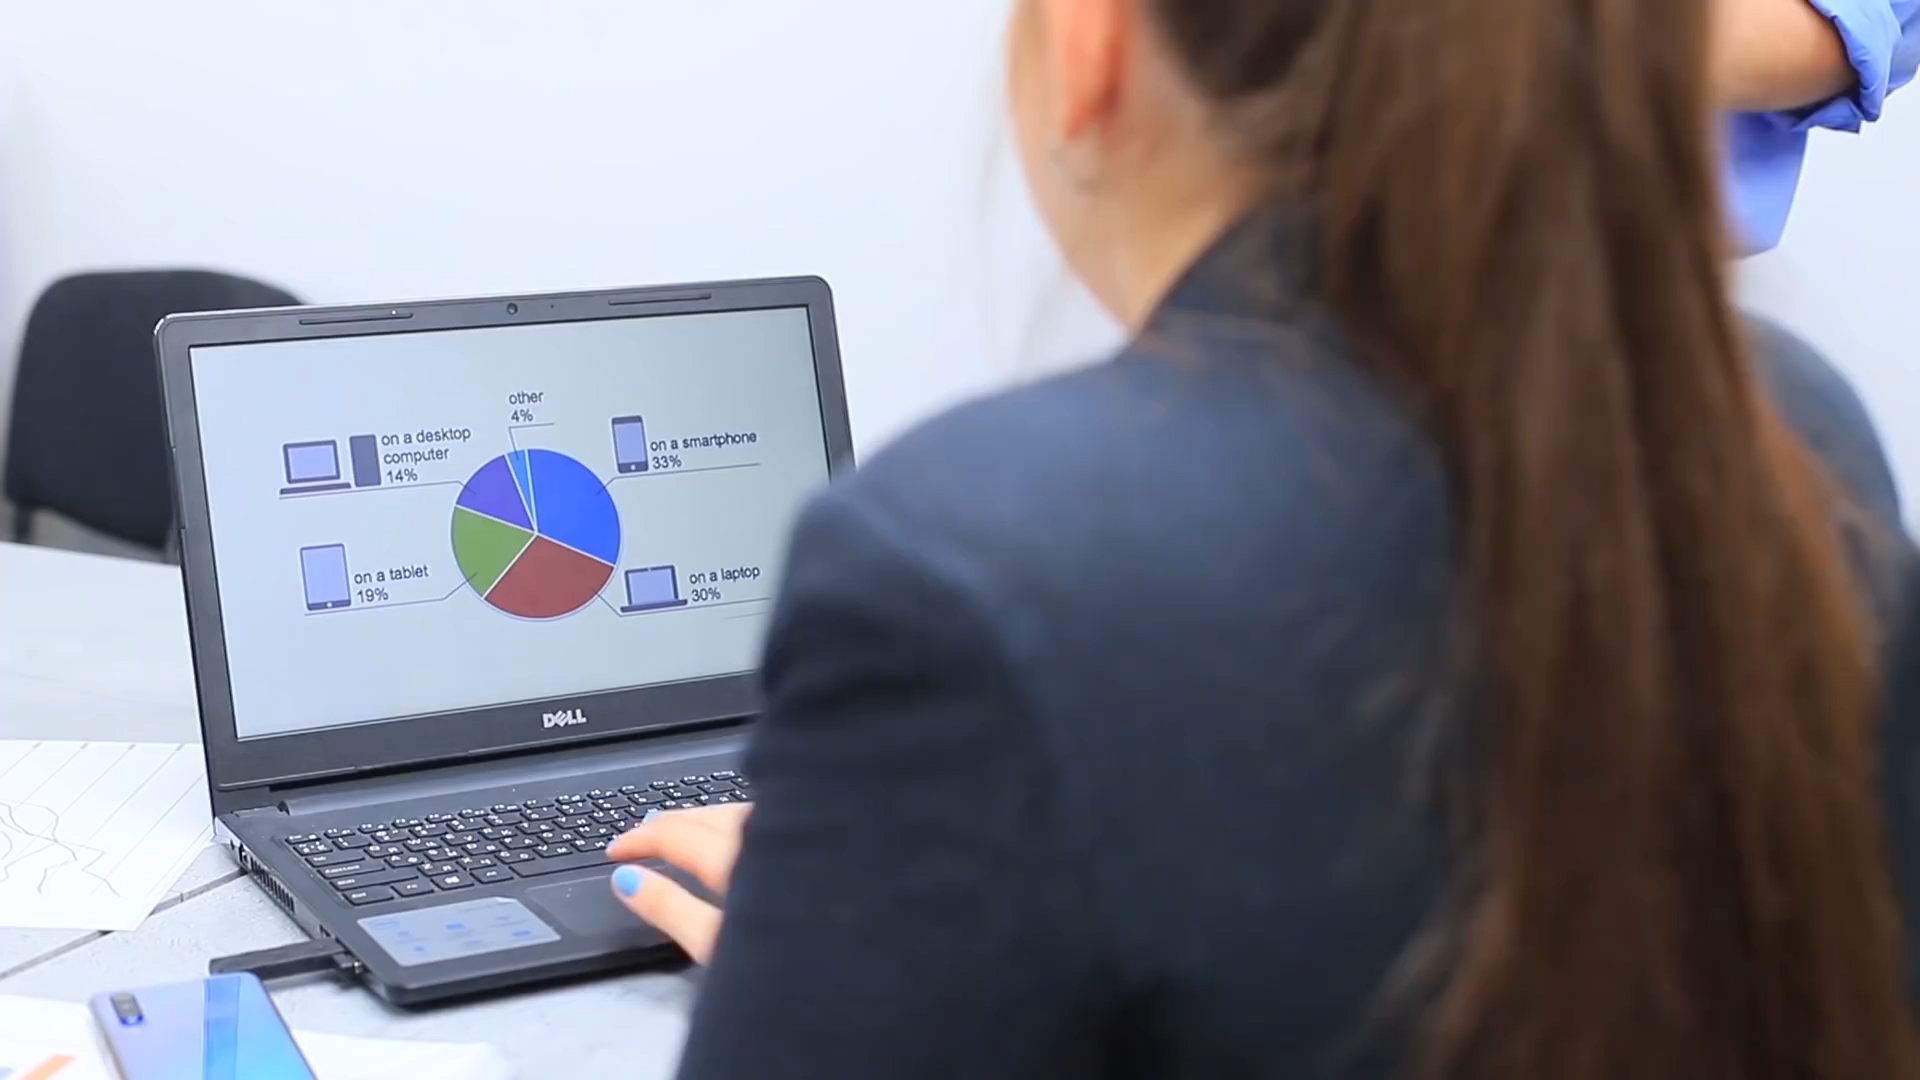 other
4%
on a desktop
computer
14%
on a smartphone
33%
on a tablet
19%
on a laptop
30%
DELL